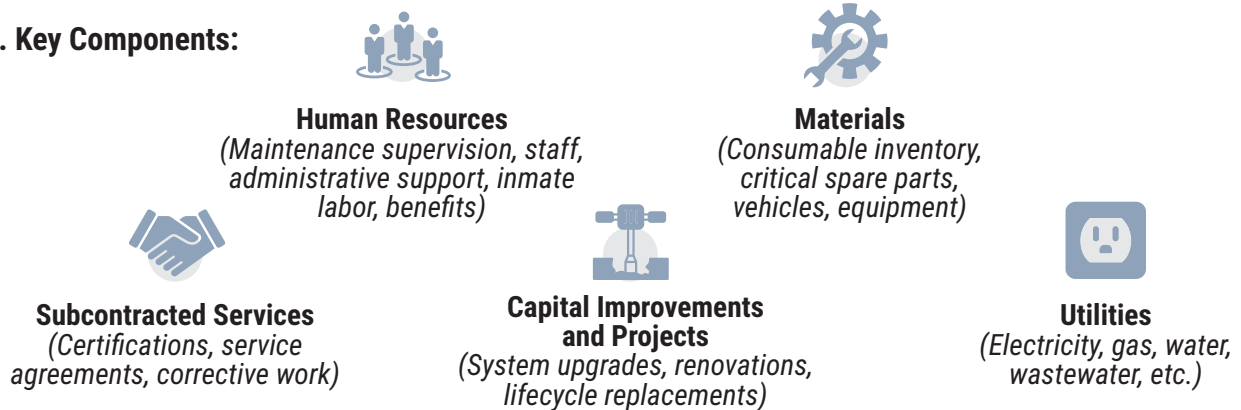 . Key Components:
Human Resources
(Maintenance supervision, staff,
administrative support, inmate
labor, benefits)
Materials
(Consumable inventory,
critical spare parts,
vehicles, equipment)
Subcontracted Services
(Certifications, service
agreements, corrective work)
Capital Improvements
and Projects
(System upgrades, renovations,
lifecycle replacements)
Utilities
(Electricity, gas, water,
wastewater, etc.)